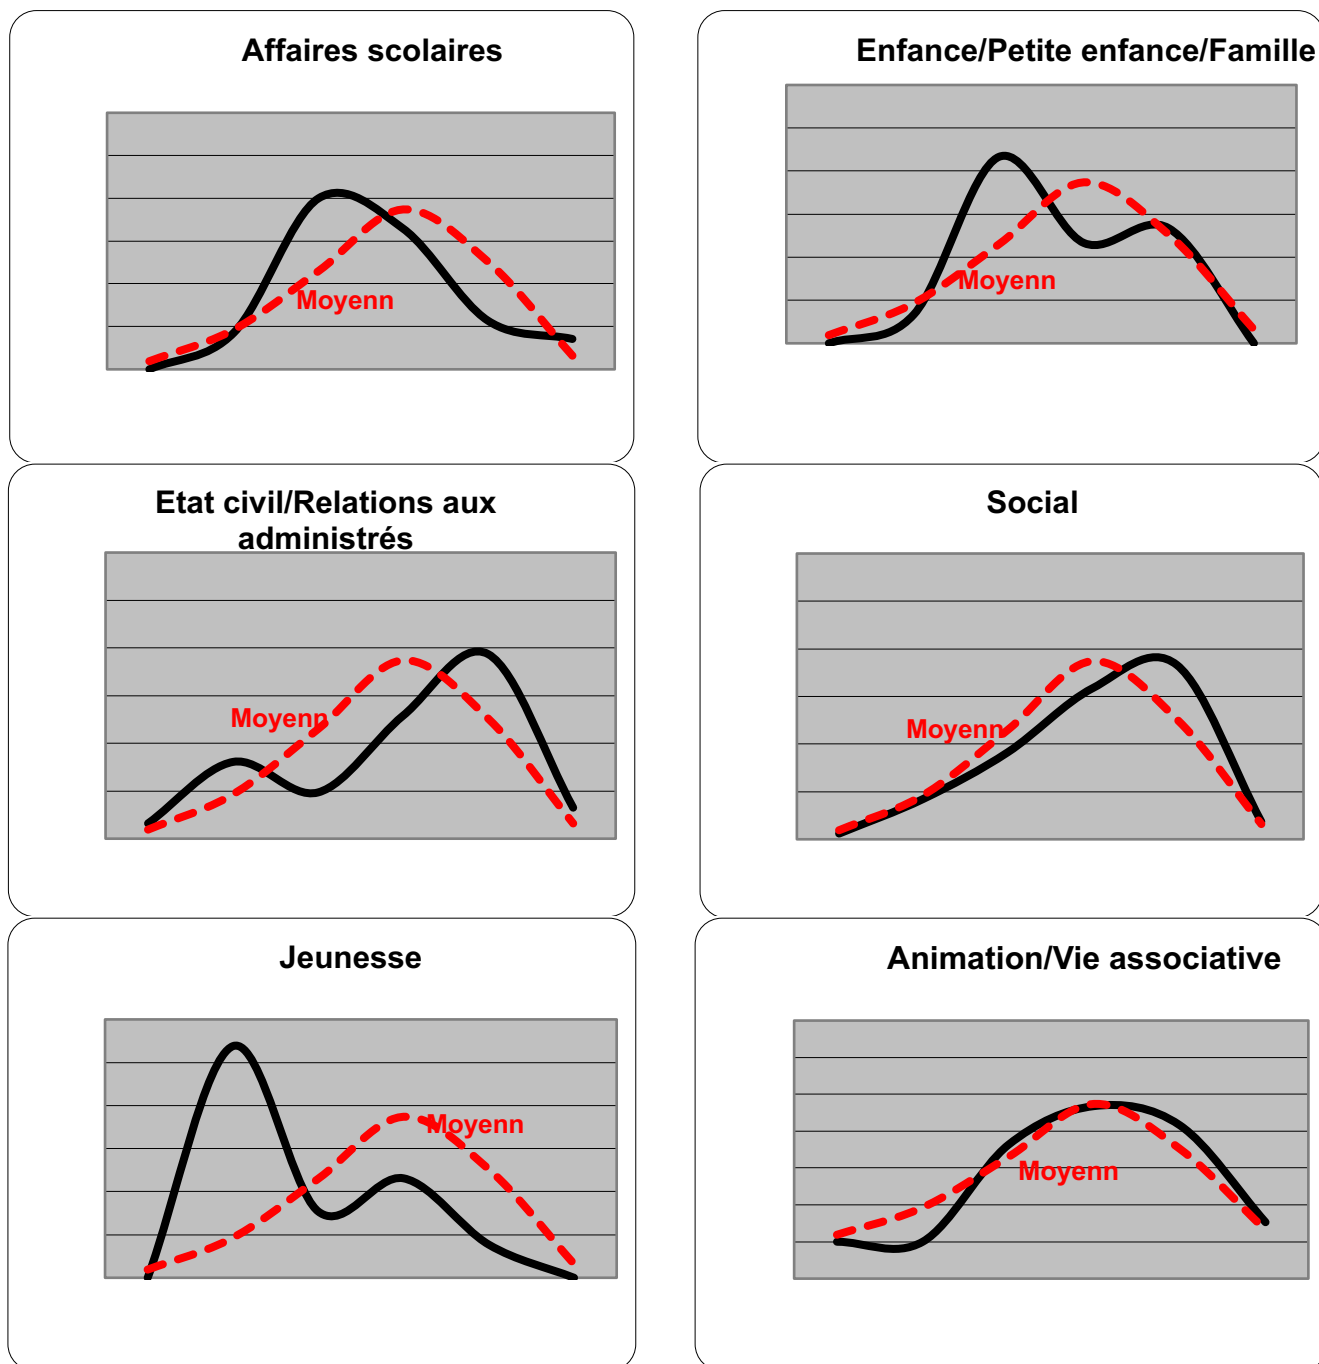 Affaires scolaires
Moyenn
Enfance/Petite enfance/Famille
Moyenn
Etat civil/Relations aux
administrés
Moyenn
Social
Moyenn
Jeunesse
Moyenn
Animation/Vie associative
Moyenn